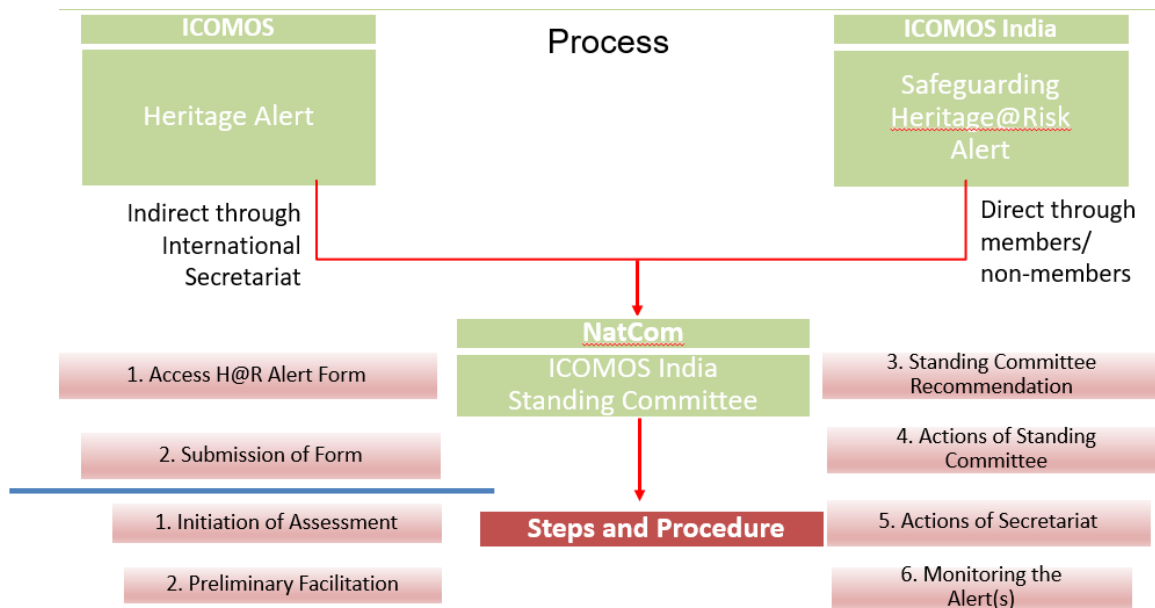 ICOMOS
Process
ICOMOS India
Heritage Alert
Safeguarding
Heritage@Risk
Alert
Indirect through
International
Secretariat
Direct through
members/
non-members
NatCom
ICOMOS India
Standing Committee
1. Access H@R Alert Form
2. Submission of Form
1. Initiation of Assessment
2. Preliminary Facilitation
Steps and Procedure
3. Standing Committee
Recommendation
4. Actions of Standing
Committee
5. Actions of Secretariat
6. Monitoring the
Alert(s)